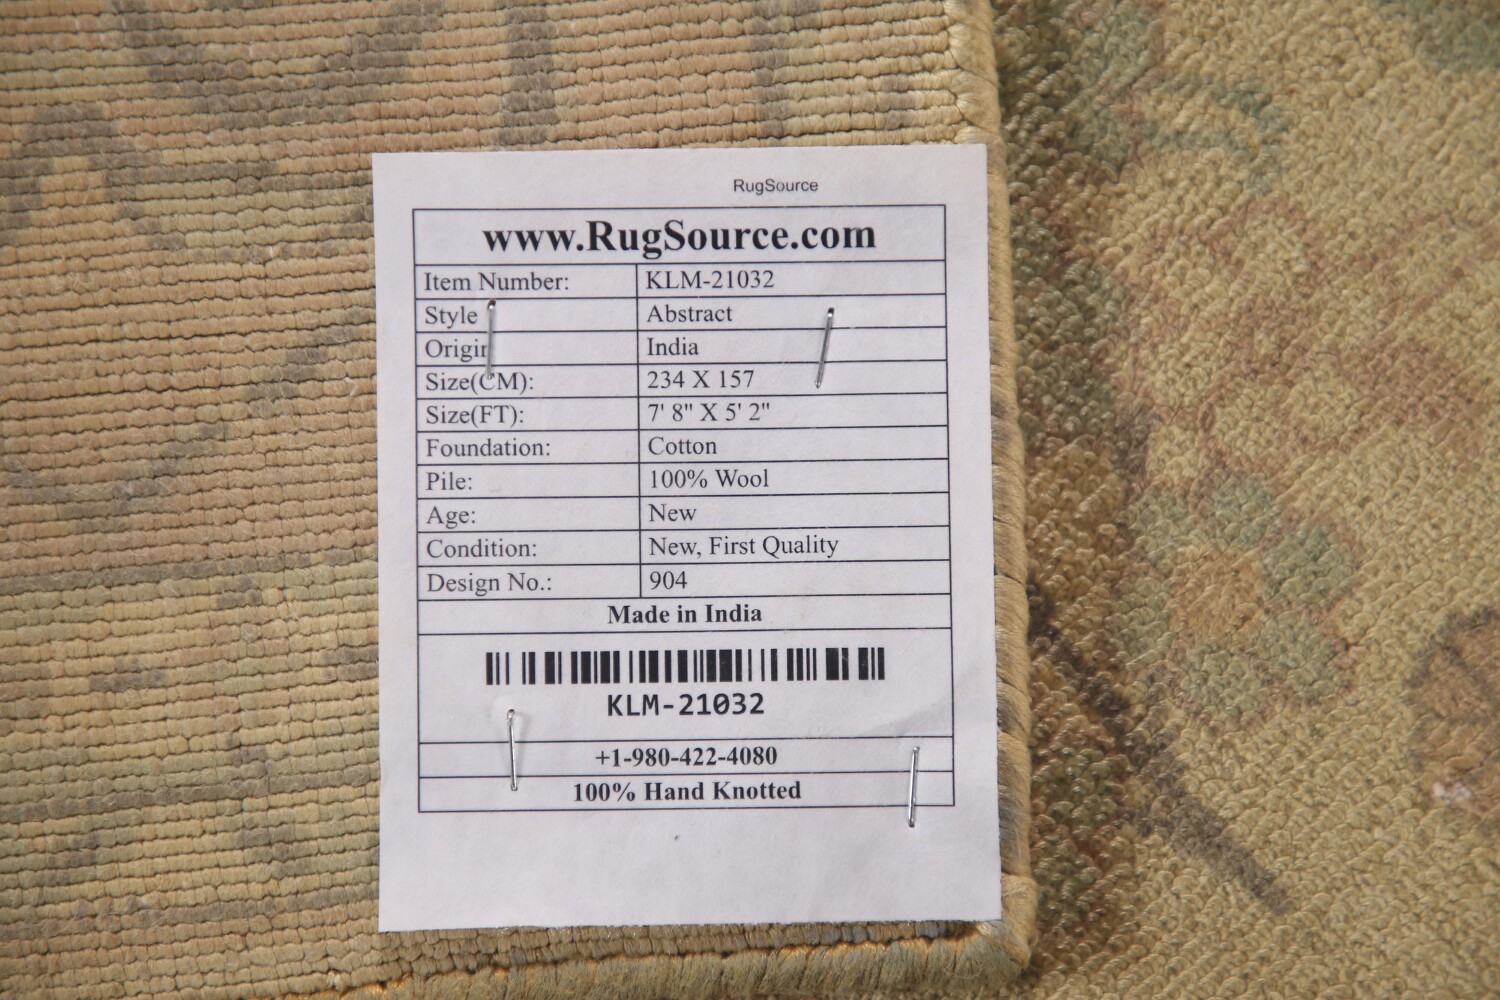 RugSource
www.RugSource.com
Item Number: KLM-21032
Style Abstract
Origin India
Size(CM): 234 X 157
Size(FT): 7' 8" X 5' 2"
Foundation: Cotton
Pile: 100% Wool
Age: New
Condition: New, First Quality
Design No.: 904
Made in India
KLM-21032
+1-980-422-4080
100% Hand Knotted